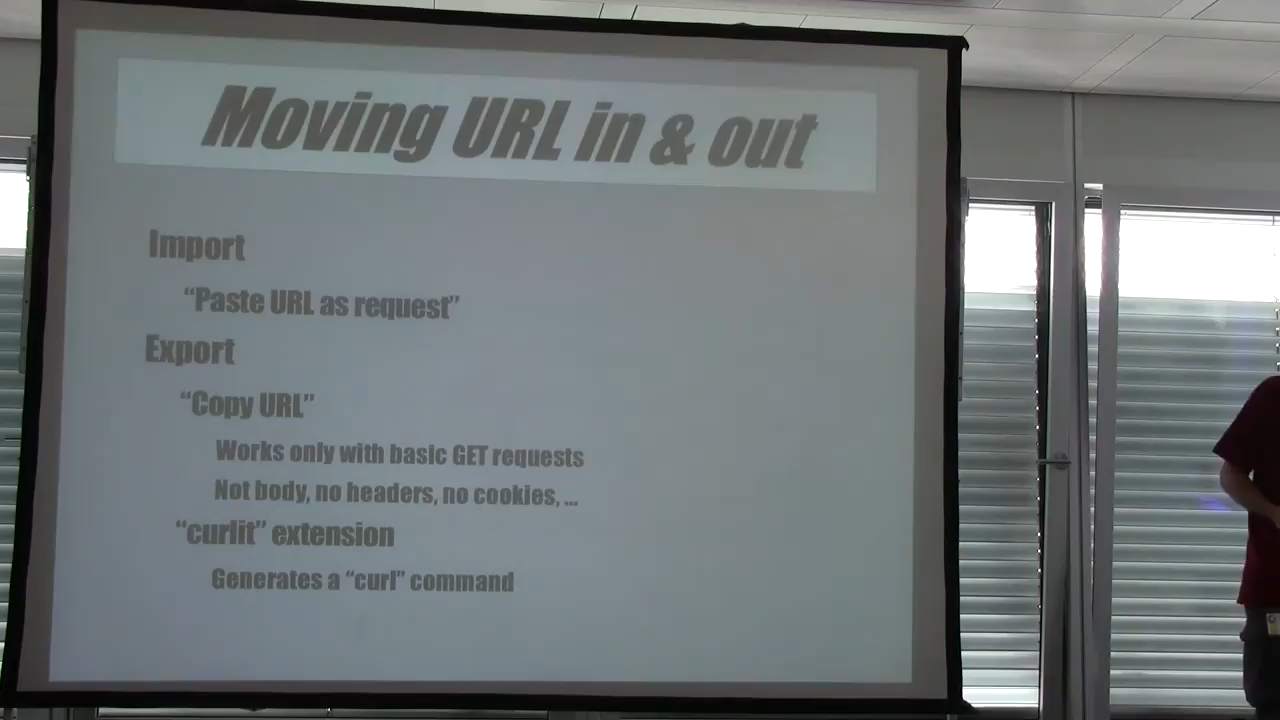 Moving URL in & out
Import
“Paste URL as request”
Export
“Copy URL”
Works only with basic GET requests
Not body, no headers, no cookies, ...
“curlit” extension
Generates a “curl” command